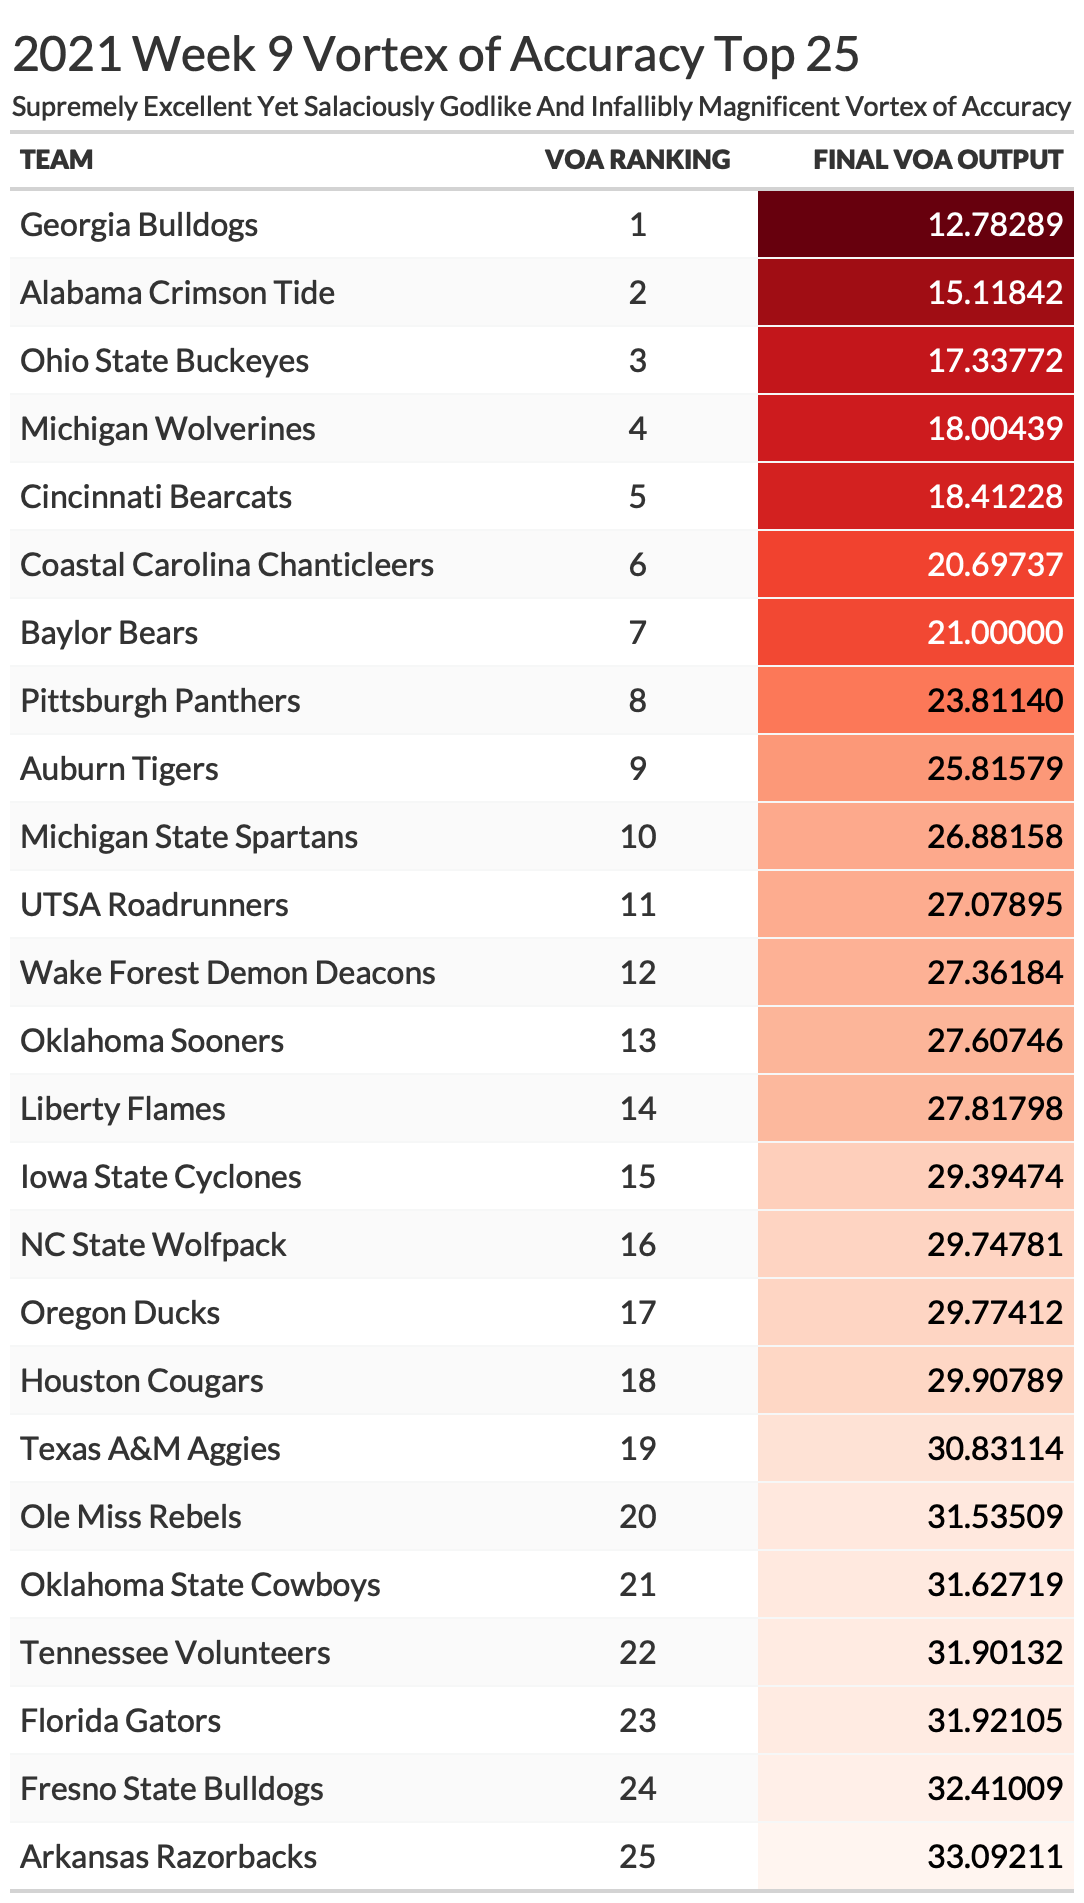 2021 Week 9 Vortex of Accuracy Top 25
Supremely Excellent Yet Salaciously Godlike And Infallibly Magnificent Vortex of Accuracy
TEAM VOA RANKING FINAL VOA OUTPUT
Georgia Bulldogs 1 12.78289
Alabama Crimson Tide 2 15.11842
Ohio State Buckeyes 3 17.33772
Michigan Wolverines 4 18.00439
Cincinnati Bearcats 5 18.41228
Coastal Carolina Chanticleers 6 20.69737
Baylor Bears 7 21.00000
Pittsburgh Panthers 8 23.81140
Auburn Tigers 9 25.81579
Michigan State Spartans 10 26.88158
UTSA Roadrunners 11 27.07895
Wake Forest Demon Deacons 12 27.36184
Oklahoma Sooners 13 27.60746
Liberty Flames 14 27.81798
Iowa State Cyclones 15 29.39474
NC State Wolfpack 16 29.74781
Oregon Ducks 17 29.77412
Houston Cougars 18 29.90789
Texas A&M Aggies 19 30.83114
Ole Miss Rebels 20 31.53509
Oklahoma State Cowboys 21 31.62719
Tennessee Volunteers 22 31.90132
Florida Gators 23 31.92105
Fresno State Bulldogs 24 32.41009
Arkansas Razorbacks 25 33.09211